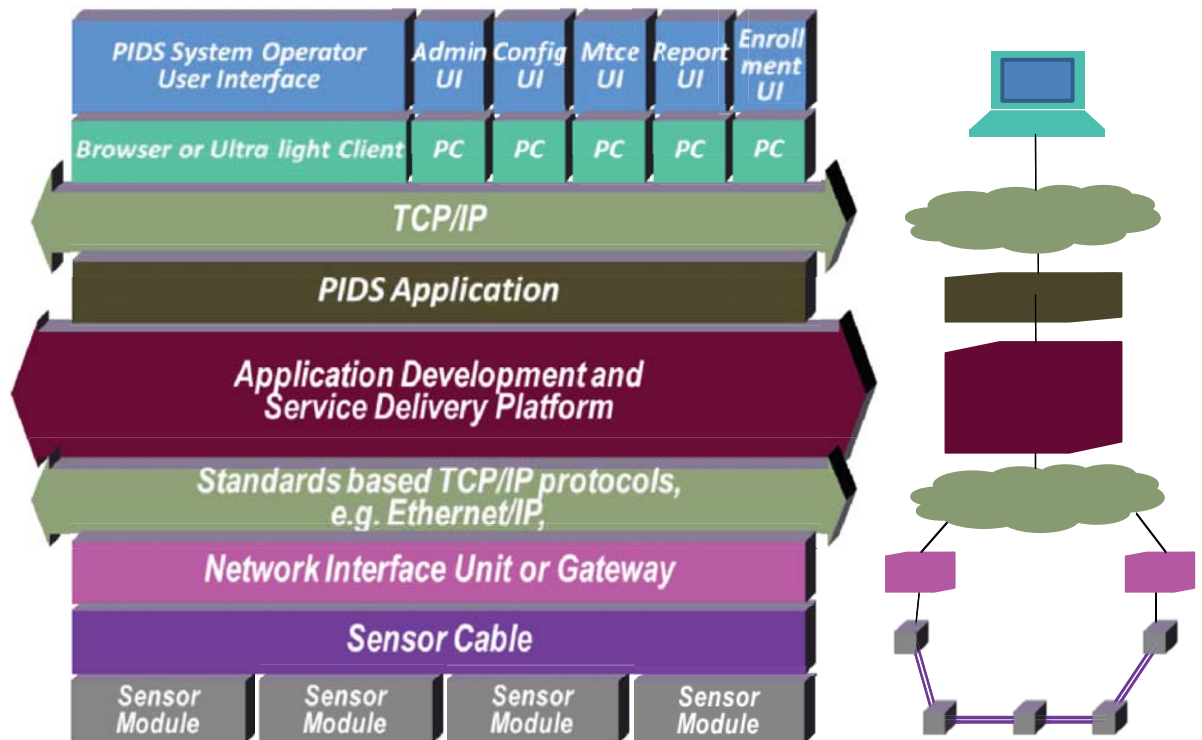 PIDS System Operator
User Interface
Admin
UI
Config
UI
Mtce
UI
Report
UI
Enroll
ment
UI
Browser or Ultra light Client
PC
PC
PC
PC
PC
TCP/IP
PIDS Application
Application Development and
Service Delivery Platform
Standards based TCP/IP protocols,
e.g. Ethernet/IP,
Network Interface Unit or Gateway
Sensor Cable
Sensor
Module
Sensor
Module
Sensor
Module
Sensor
Module